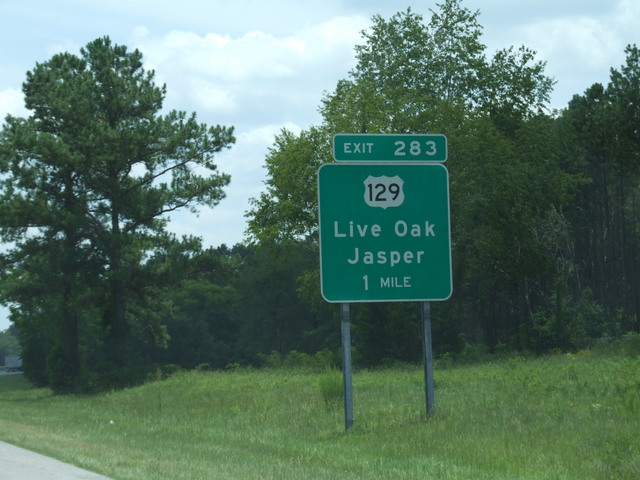 EXIT 283
129
Live Oak
Jasper
1 MILE